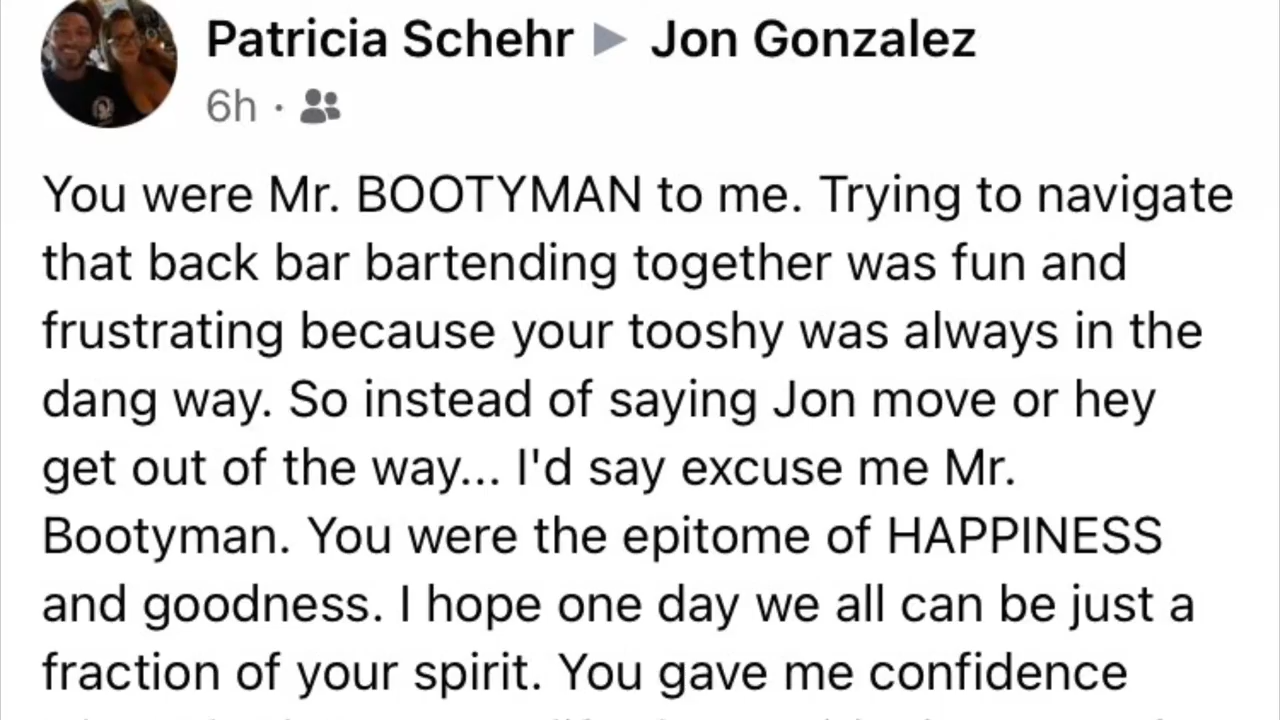 Patricia Schehr ▶ Jon Gonzalez
6h ·
You were Mr. BOOTYMAN to me. Trying to navigate
that back bar bartending together was fun and
frustrating because your tooshy was always in the
dang way. So instead of saying Jon move or hey
get out of the way... I'd say excuse me Mr.
Bootyman. You were the epitome of HAPPINESS
and goodness. I hope one day we all can be just a
fraction of your spirit. You gave me confidence